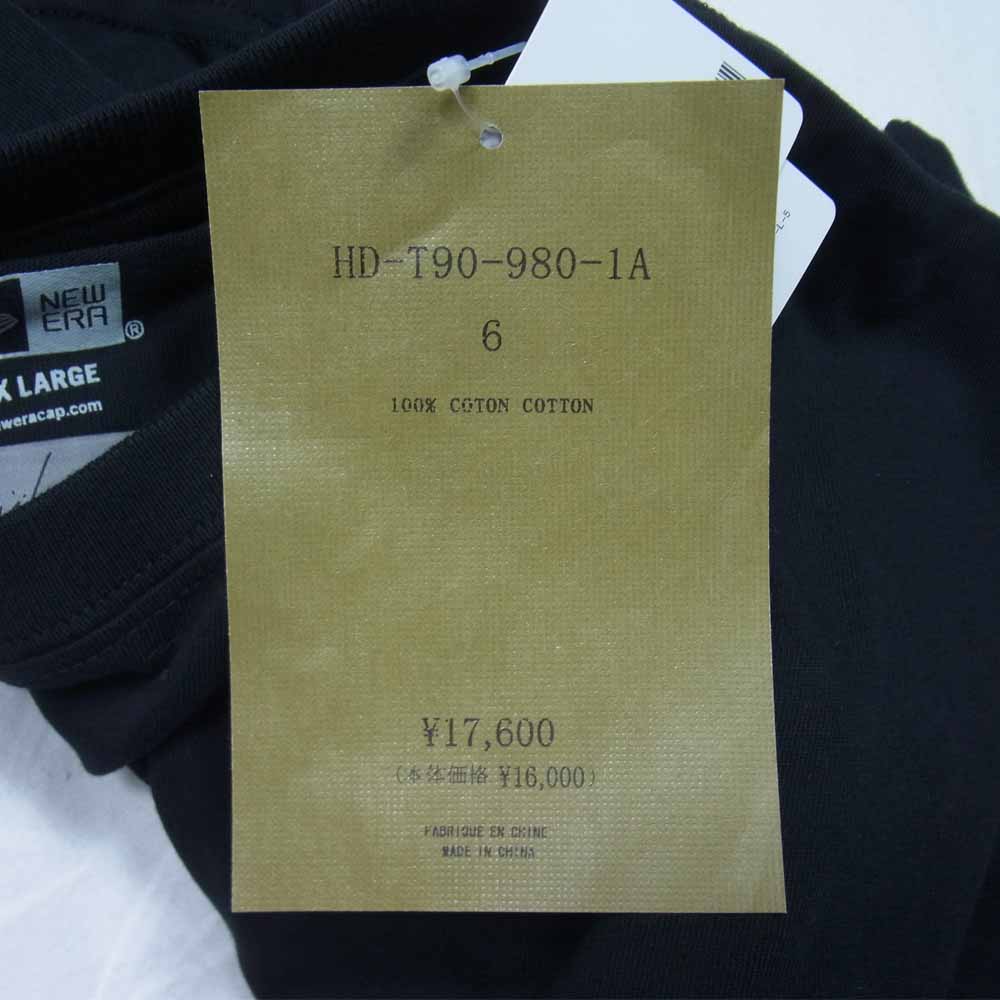 HD-T90-980-1A
6
100% COTON COTTON
¥17,600
(本体価格 ¥16,000)
FABRIQUE EN CHINE
MADE IN CHINA
NEW
ERA
®
X LARGE
weracap.com
-L-5